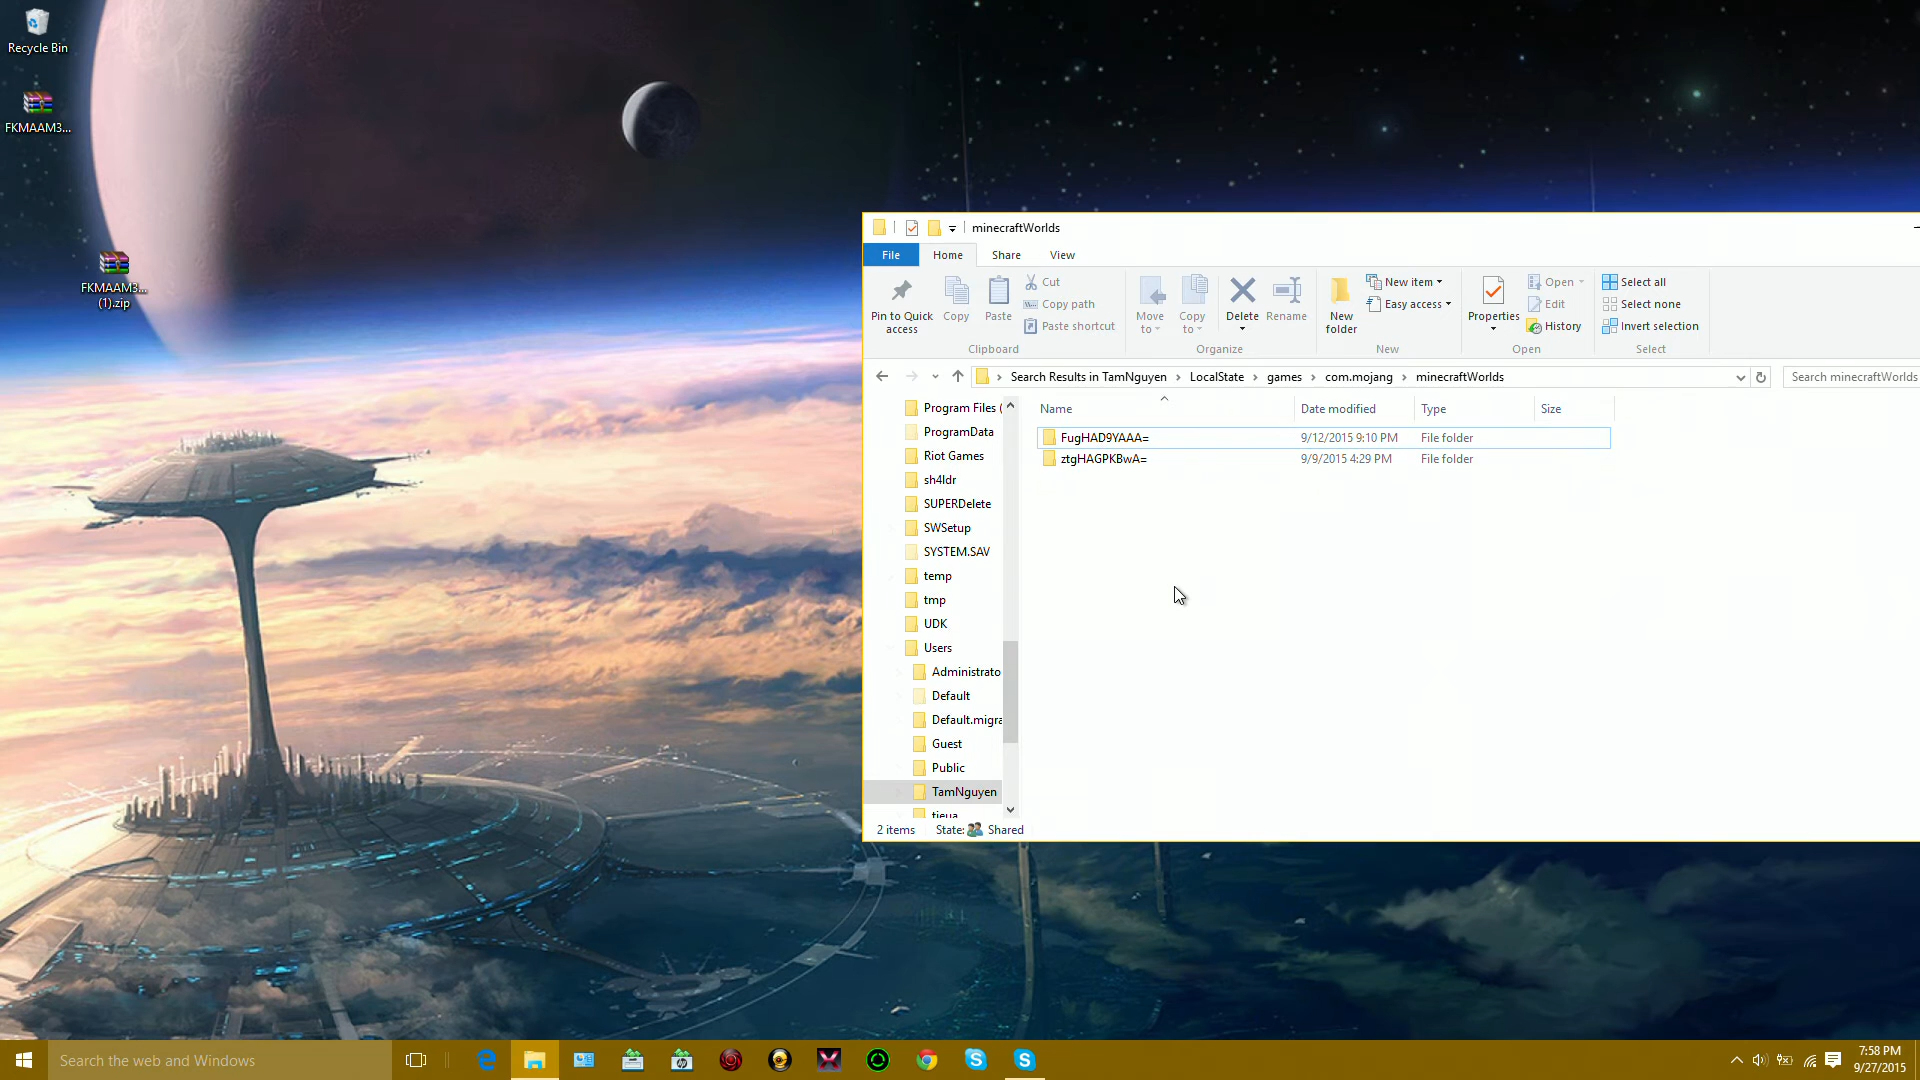 Recycle Bin
FKMAAM3...
FKMAAM3...
(1).zip
minecraftWorlds
File Home Share View
Pin to Quick
access
Copy
Paste
Cut
Copy path
Paste shortcut
Clipboard
Move
to
Copy
to
Delete
Rename
Organize
New
folder
New item
Easy access
New
Properties
Open
Edit
History
Open
Select all
Select none
Invert selection
Select
Search Results in TamNguyen > LocalState > games > com.mojang > minecraftWorlds
Search minecraftWorlds
Name Date modified Type Size
FugHAD9YAAA= 9/12/2015 9:10 PM File folder
ztgHAGPKBwA= 9/9/2015 4:29 PM File folder
Program Files (
ProgramData
Riot Games
sh4ldr
SUPERDelete
SWSetup
SYSTEM.SAV
temp
tmp
UDK
Users
Administrato
Default
Default.migra
Guest
Public
TamNguyen
2 items State: Shared
Search the web and Windows
7:58 PM
9/27/2015